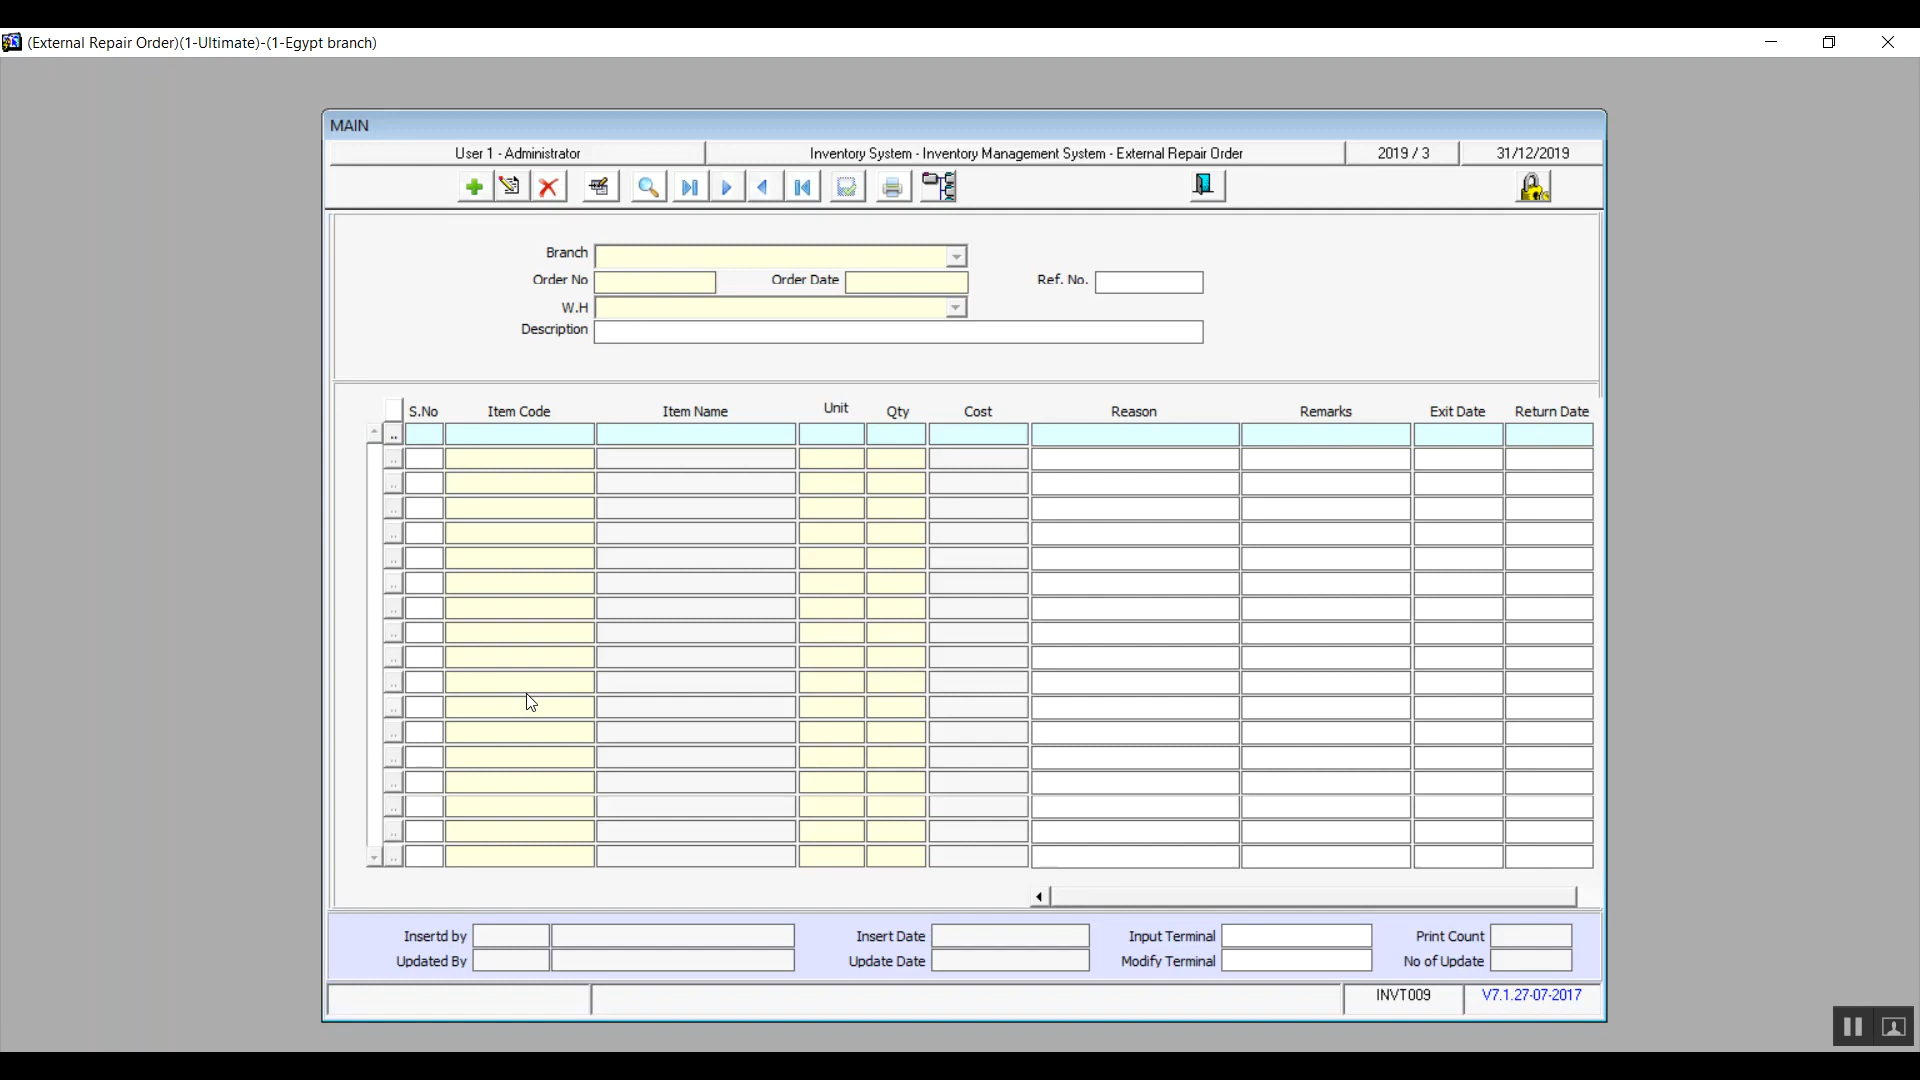 (External Repair Order)(1-Ultimate)-(1-Egypt branch)
MAIN
User 1 - Administrator
Inventory System - Inventory Management System - External Repair Order
2019 / 3
31/12/2019
Branch
Order No
Order Date
Ref. No.
W.H
Description
S.No Item Code Item Name Unit Qty Cost Reason Remarks Exit Date Return Date
Insertd by
Insert Date
Input Terminal
Print Count
Updated By
Update Date
Modify Terminal
No of Update
INVT009
V7.1.27-07-2017